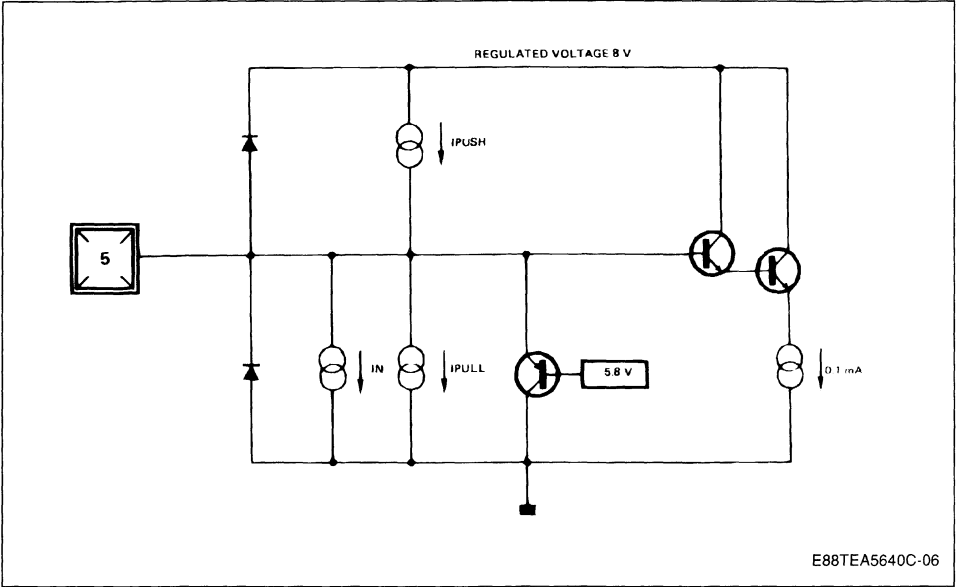 REGULATED VOLTAGE 8 V
IPUSH
5
IN
IPULL
5.8 V
0.1 mA
E88TEA5640C-06